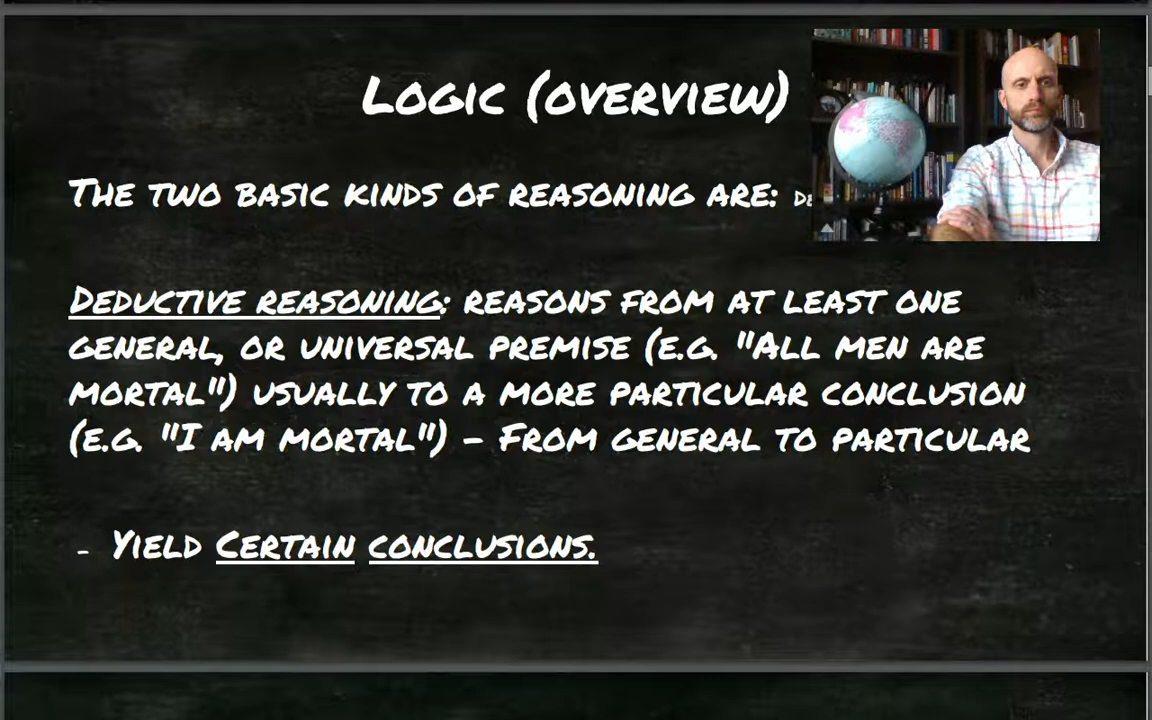 Logic (overview)
The two basic kinds of reasoning are: De
Deductive reasoning: reasons from at least one
general, or universal premise (e.g. "All men are
mortal") usually to a more particular conclusion
(e.g. "I am mortal") - From general to particular
- Yield Certain conclusions.